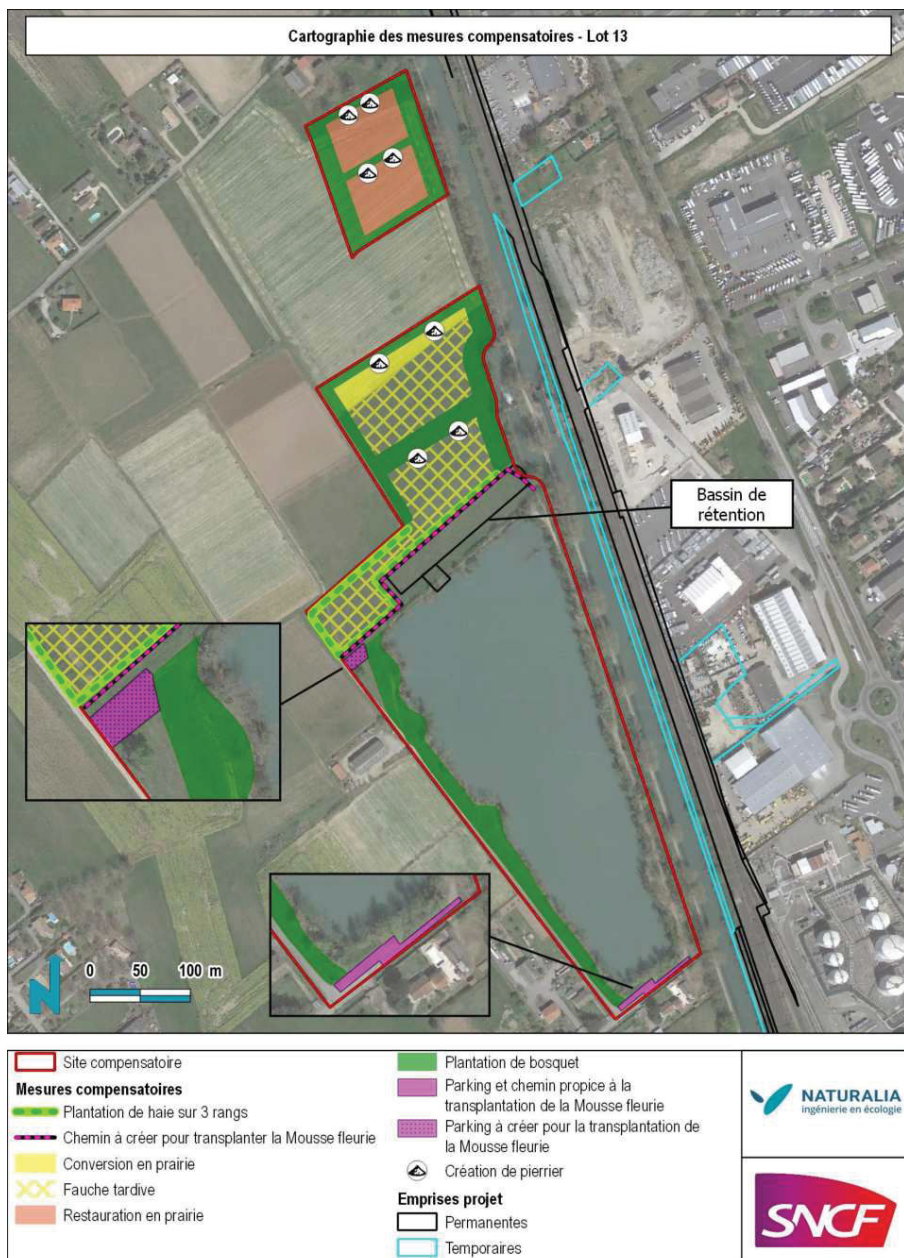 Cartographie des mesures compensatoires - Lot 13
Bassin de
rétention
N
0 50 100 m
Site compensatoire
Mesures compensatoires
Plantation de haie sur 3 rangs
Chemin à créer pour transplanter la Mousse fleurie
Conversion en prairie
Fauche tardive
Restauration en prairie
Plantation de bosquet
Parking et chemin propice à la
transplantation de la Mousse fleurie
Parking à créer pour la transplantation de
la Mousse fleurie
Création de pierrier
Emprises projet
Permanentes
Temporaires
NATURALIA
ingénierie en écologie
SNCF